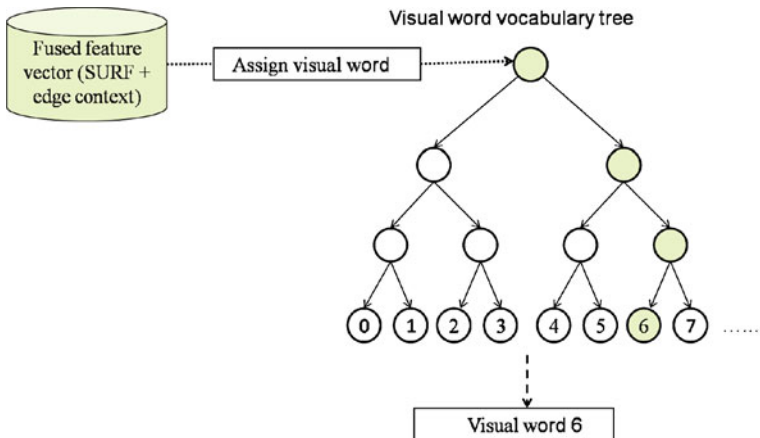 Visual word vocabulary tree
Fused feature
vector (SURF +
edge context)
Assign visual word
0 1 2 3 4 5 6 7 ......
Visual word 6